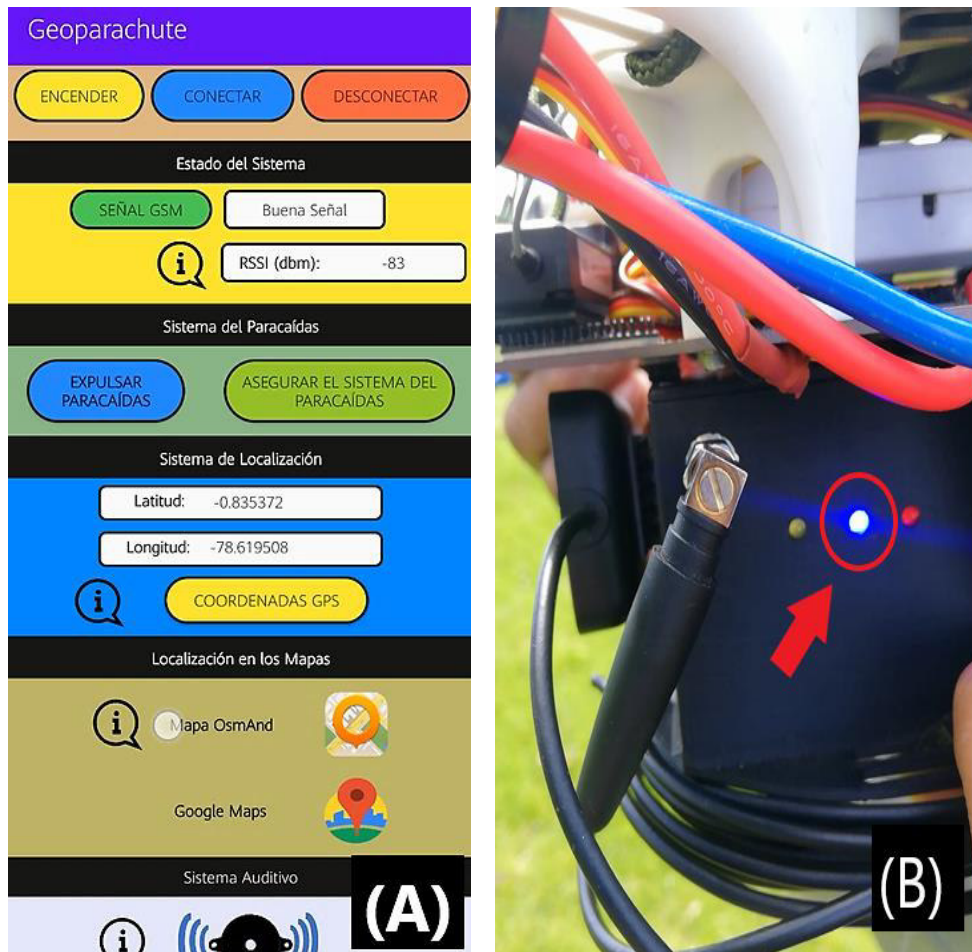 Geoparachute
ENCENDER
CONECTAR
DESCONECTAR
Estado del Sistema
SEÑAL GSM
Buena Señal
RSSI (dbm): -83
Sistema del Paracaídas
EXPULSAR
PARACAÍDAS
ASEGURAR EL SISTEMA DEL
PARACAÍDAS
Sistema de Localización
Latitud: -0.835372
Longitud: -78.619508
COORDENADAS GPS
Localización en los Mapas
Mapa OsmAnd
Google Maps
Sistema Auditivo
(A)
16AWG
(B)